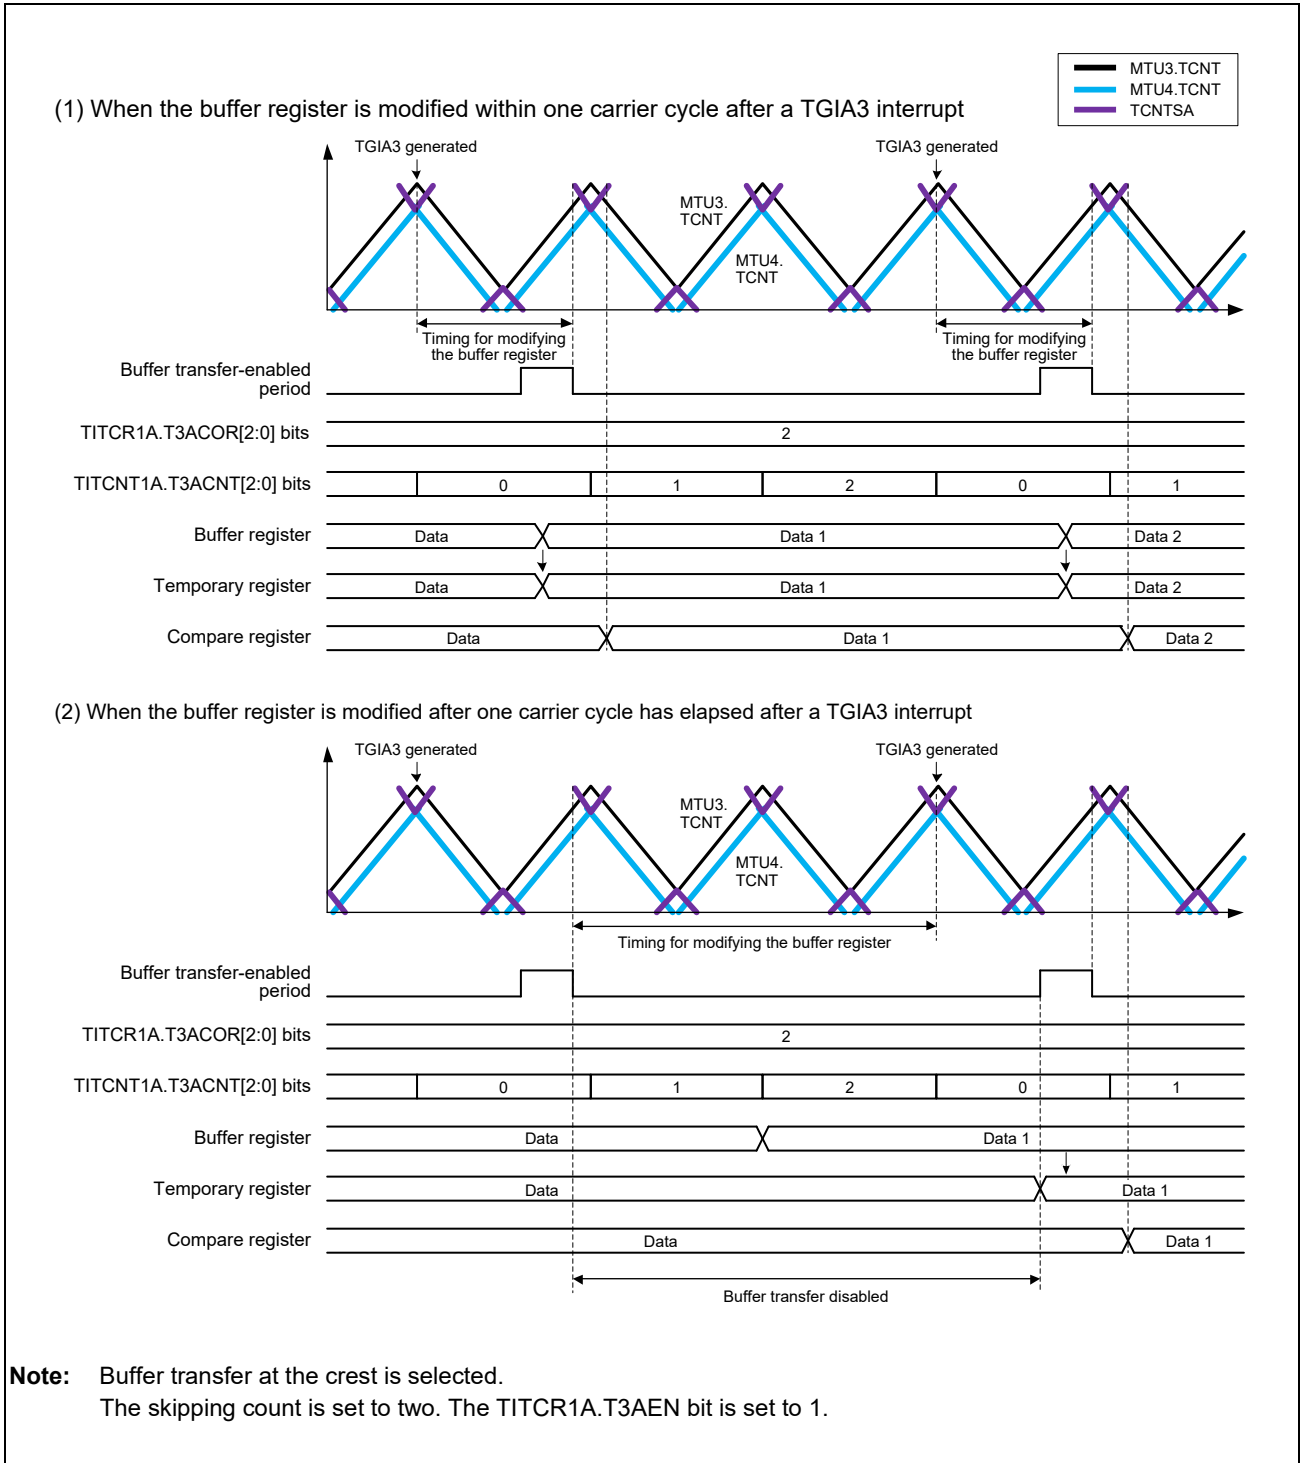 MTU3.TCNT
MTU4.TCNT
TCNTSA
(1) When the buffer register is modified within one carrier cycle after a TGIA3 interrupt
TGIA3 generated
TGIA3 generated
MTU3.
TCNT
MTU4.
TCNT
Timing for modifying
the buffer register
Timing for modifying
the buffer register
Buffer transfer-enabled
period
TITCR1A.T3ACOR[2:0] bits
2
TITCNT1A.T3ACNT[2:0] bits
0
1
2
0
1
Buffer register
Data
Data 1
Data 2
Temporary register
Data
Data 1
Data 2
Compare register
Data
Data 1
Data 2
(2) When the buffer register is modified after one carrier cycle has elapsed after a TGIA3 interrupt
TGIA3 generated
TGIA3 generated
MTU3.
TCNT
MTU4.
TCNT
Timing for modifying the buffer register
Buffer transfer-enabled
period
TITCR1A.T3ACOR[2:0] bits
2
TITCNT1A.T3ACNT[2:0] bits
0
1
2
0
1
Buffer register
Data
Data 1
Temporary register
Data
Data 1
Compare register
Data
Data 1
Buffer transfer disabled
Note: Buffer transfer at the crest is selected.
The skipping count is set to two. The TITCR1A.T3AEN bit is set to 1.